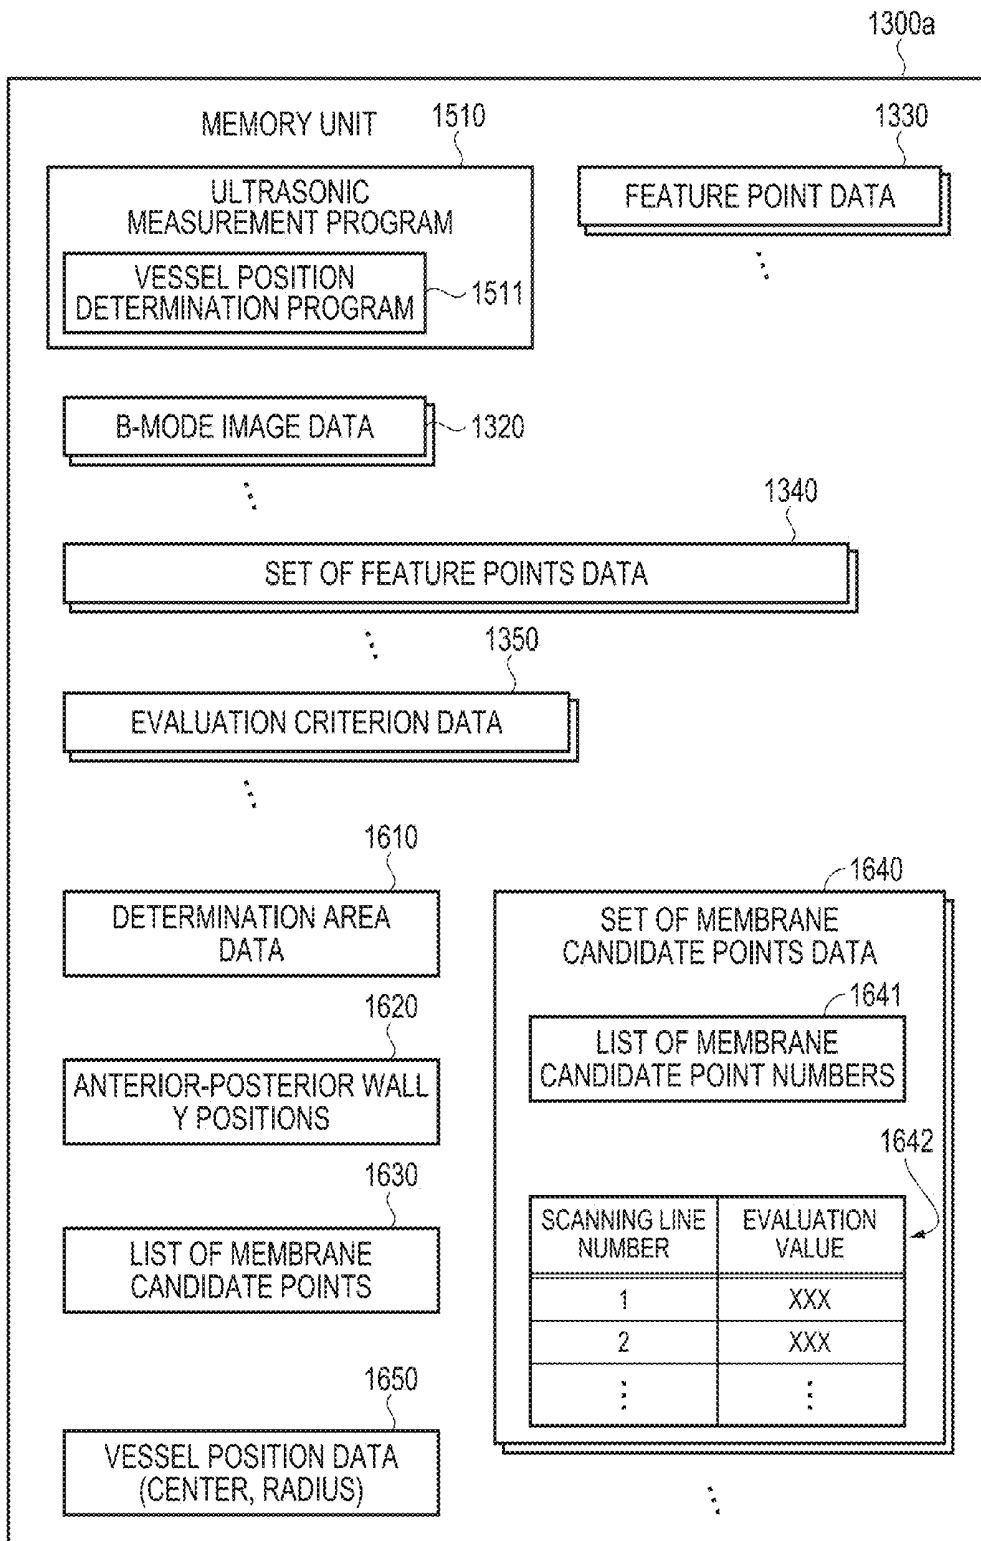 1300a
MEMORY UNIT
1510
1330
ULTRASONIC
MEASUREMENT PROGRAM
FEATURE POINT DATA
VESSEL POSITION
DETERMINATION PROGRAM
1511
B-MODE IMAGE DATA
1320
1340
SET OF FEATURE POINTS DATA
1350
EVALUATION CRITERION DATA
1610
DETERMINATION AREA
DATA
1640
SET OF MEMBRANE
CANDIDATE POINTS DATA
1641
LIST OF MEMBRANE
CANDIDATE POINT NUMBERS
1620
ANTERIOR-POSTERIOR WALL
Y POSITIONS
1642
1630
LIST OF MEMBRANE
CANDIDATE POINTS
SCANNING LINE
NUMBER
EVALUATION
VALUE
1 XXX
2 XXX
1650
VESSEL POSITION DATA
(CENTER, RADIUS)